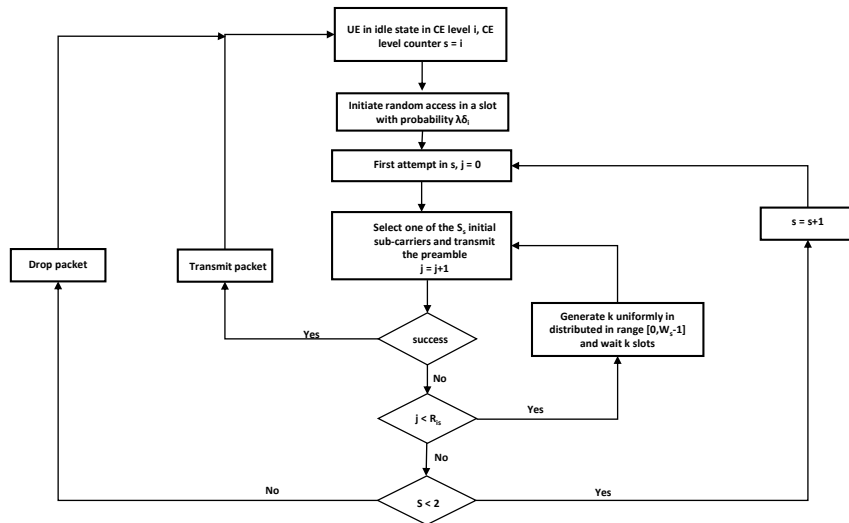 UE in idle state in CE level i, CE
level counter s = i
Initiate random access in a slot
with probability λδi
First attempt in s, j = 0
s = s+1
Select one of the Ss initial
sub-carriers and transmit
the preamble
j = j+1
Drop packet
Transmit packet
Generate k uniformly in
distributed in range [0,Ws-1]
and wait k slots
Yes
success
No
j < Ris
Yes
No
No
S < 2
Yes